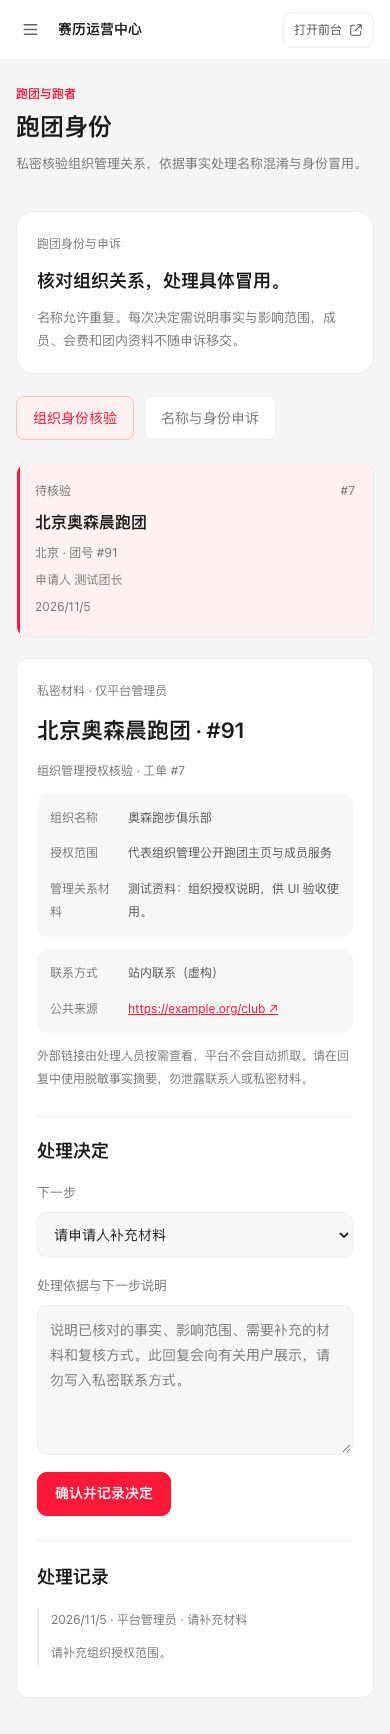 赛历运营中心
打开前台
跑团与跑者
跑团身份
私密核验组织管理关系，依据事实处理名称混淆与身份冒用。
跑团身份与申诉
核对组织关系，处理具体冒用。
名称允许重复。每次决定需说明事实与影响范围，成
员、会费和团内资料不随申诉移交。
组织身份核验
名称与身份申诉
待核验 #7
北京奥森晨跑团
北京 · 团号 #91
申请人 测试团长
2026/11/5
私密材料 · 仅平台管理员
北京奥森晨跑团 · #91
组织管理授权核验 · 工单 #7
组织名称 奥森跑步俱乐部
授权范围 代表组织管理公开跑团主页与成员服务
管理关系材 测试资料：组织授权说明，供 UI 验收使
料 用。
联系方式 站内联系（虚构）
公共来源 https://example.org/club ↗
外部链接由处理人员按需查看，平台不会自动抓取。请在回
复中使用脱敏事实摘要，勿泄露联系人或私密材料。
处理决定
下一步
请申请人补充材料
处理依据与下一步说明
说明已核对的事实、影响范围、需要补充的材
料和复核方式。此回复会向有关用户展示，请
勿写入私密联系方式。
确认并记录决定
处理记录
2026/11/5 · 平台管理员 · 请补充材料
请补充组织授权范围。